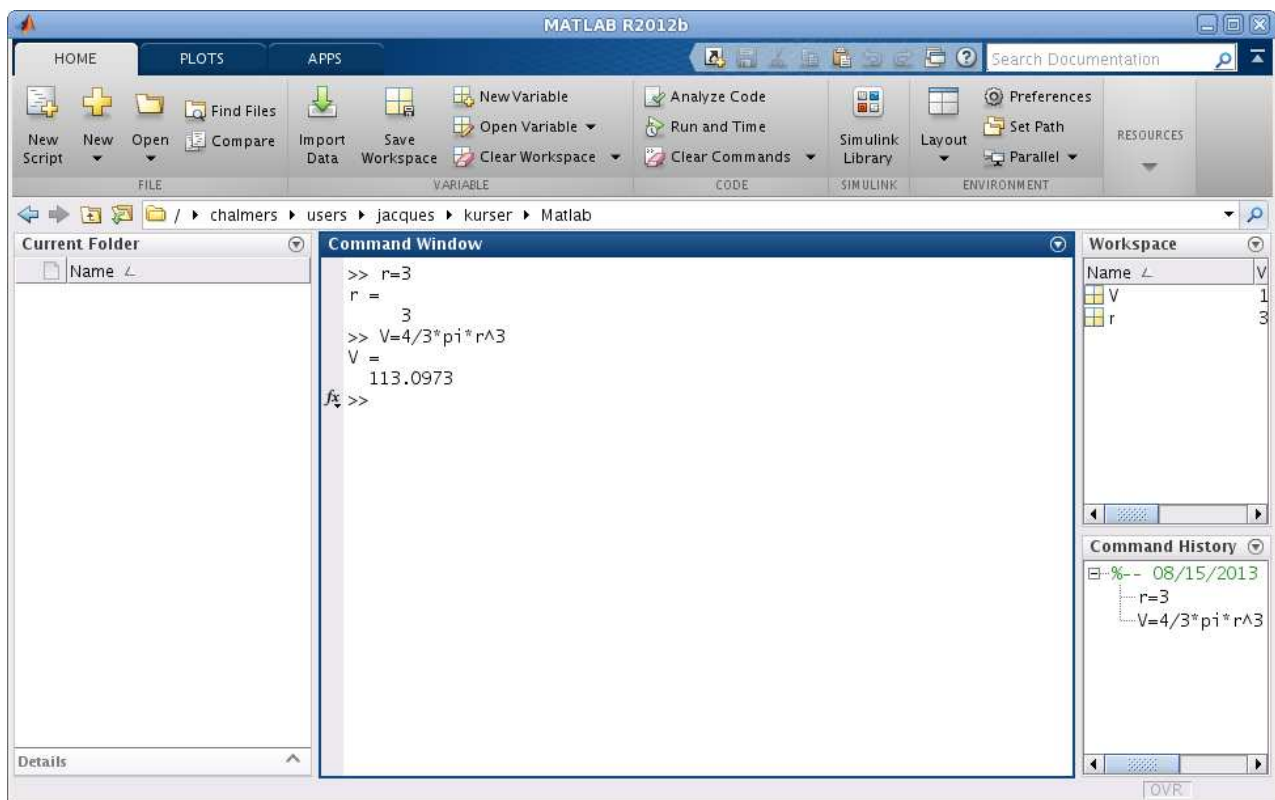 MATLAB R2012b
HOME PLOTS APPS Search Documentation
New Script
New
Open
Find Files
Compare
FILE
Import Data
Save Workspace
New Variable
Open Variable
Clear Workspace
VARIABLE
Analyze Code
Run and Time
Clear Commands
CODE
Simulink Library
SIMULINK
Layout
Preferences
Set Path
Parallel
ENVIRONMENT
RESOURCES
/ chalmers users jacques kurser Matlab
Current Folder
Name
Details
Command Window
>> r=3
r =
3
>> V=4/3*pi*r^3
V =
113.0973
fx >>
Workspace
Name V
V 1
r 3
Command History
%-- 08/15/2013
r=3
V=4/3*pi*r^3
OVR